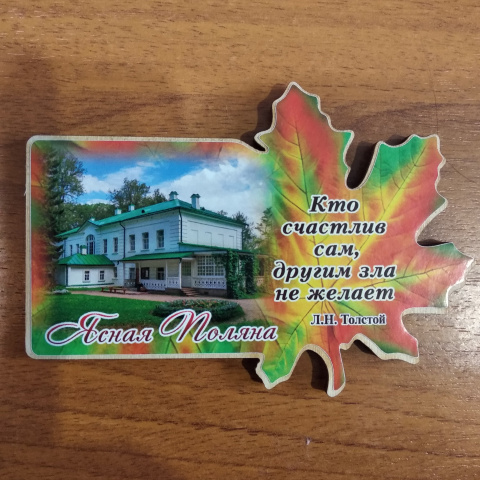 Кто
счастлив
сам,
другим зла
не желает
Л.Н. Толстой
Ясная Поляна